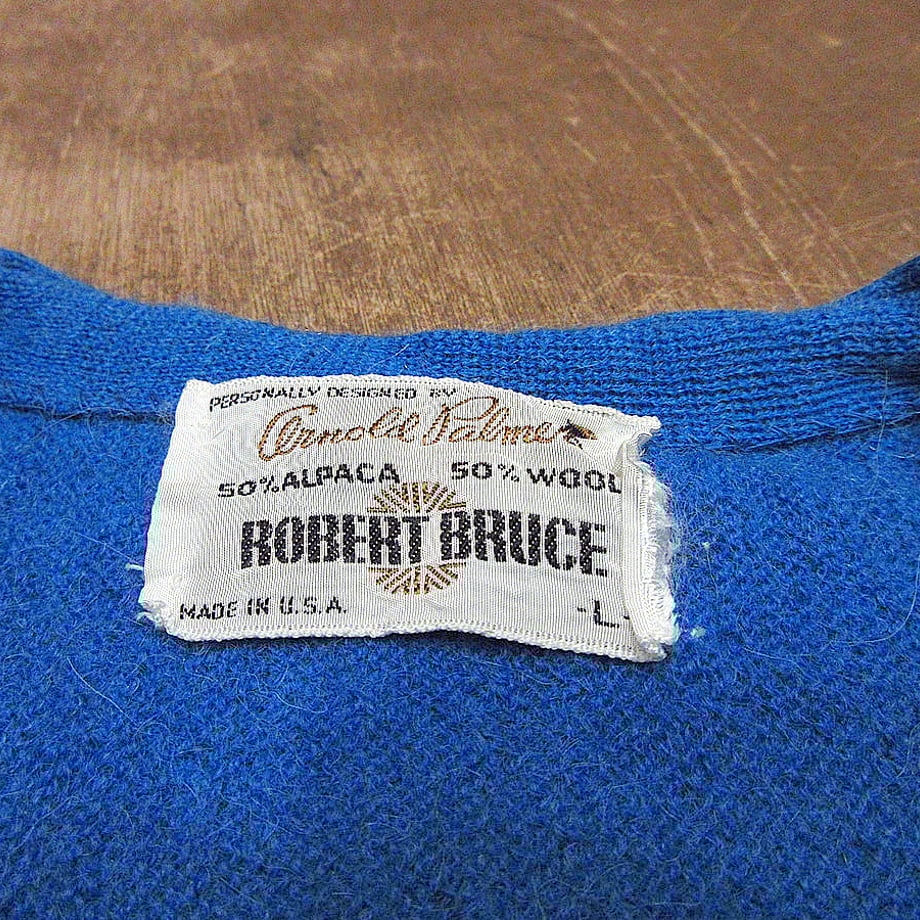 PERSONALLY DESIGNED BY
Arnold Palmer
50% ALPACA 50% WOOL
ROBERT BRUCE
MADE IN U.S.A. -L-